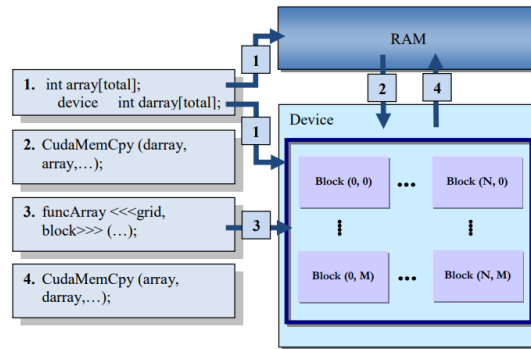 1. int array[total];
device int darray[total];
2. CudaMemCpy (darray,
array,…);
3. funcArray <<<grid,
block>>> (…);
4. CudaMemCpy (array,
darray,…);
RAM
1
2
4
1
3
Device
Block (0, 0) ••• Block (N, 0)
Block (0, M) ••• Block (N, M)